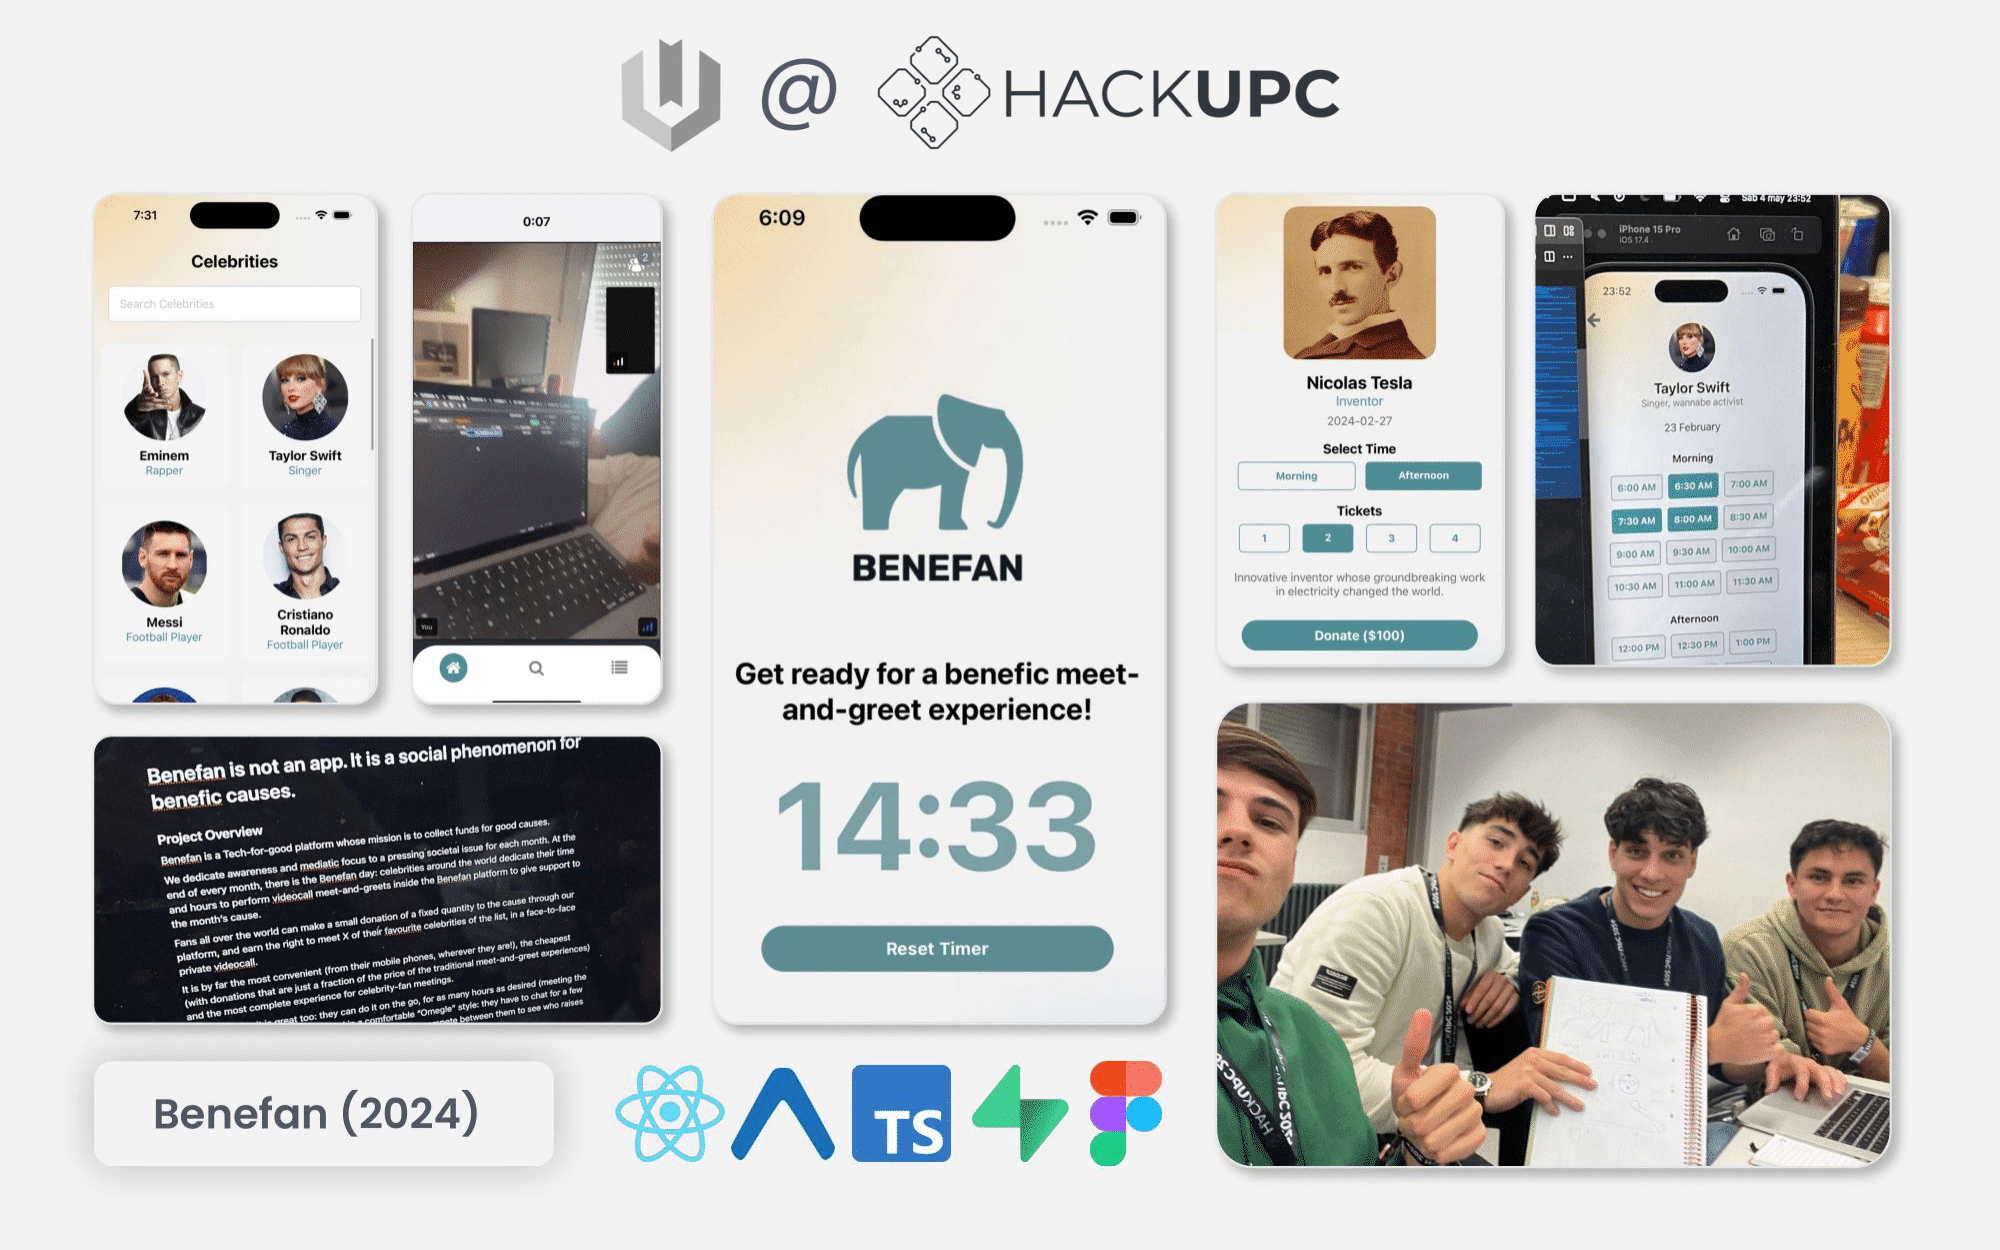 @ HACKUPC
7:31
Celebrities
Search Celebrities
Eminem
Rapper
Taylor Swift
Singer
Messi
Football Player
Cristiano
Ronaldo
Football Player
0:07
2
You
6:09
BENEFAN
Get ready for a benefic meet-
and-greet experience!
14:33
Reset Timer
Nicolas Tesla
Inventor
2024-02-27
Select Time
Morning Afternoon
Tickets
1 2 3 4
Innovative inventor whose groundbreaking work
in electricity changed the world.
Donate ($100)
Sáb 4 may 23:52
iPhone 15 Pro
iOS 17.4
23:52
Taylor Swift
Singer, wannabe activist
23 February
Morning
6:00 AM 6:30 AM 7:00 AM
7:30 AM 8:00 AM 8:30 AM
9:00 AM 9:30 AM 10:00 AM
10:30 AM 11:00 AM 11:30 AM
Afternoon
12:00 PM 12:30 PM 1:00 PM
Benefan is not an app. It is a social phenomenon for
benefic causes.
Project Overview
Benefan is a Tech-for-good platform whose mission is to collect funds for good causes.
We dedicate awareness and mediatic focus to a pressing societal issue for each month. At the
end of every month, there is the Benefan day: celebrities around the world dedicate their time
and hours to perform videocall meet-and-greets inside the Benefan platform to give support to
the month's cause.
Fans all over the world can make a small donation of a fixed quantity to the cause through our
platform, and earn the right to meet X of their favourite celebrities of the list, in a face-to-face
private videocall.
It is by far the most convenient (from their mobile phones, wherever they are!), the cheapest
(with donations that are just a fraction of the price of the traditional meet-and-greet experiences)
and the most complete experience for celebrity-fan meetings.
great too: they can do it on the go, for as many hours as desired (meeting the
comfortable "Omegle" style: they have to chat for a few
between them to see who raises
HACKUPC
Benefan (2024)
TS